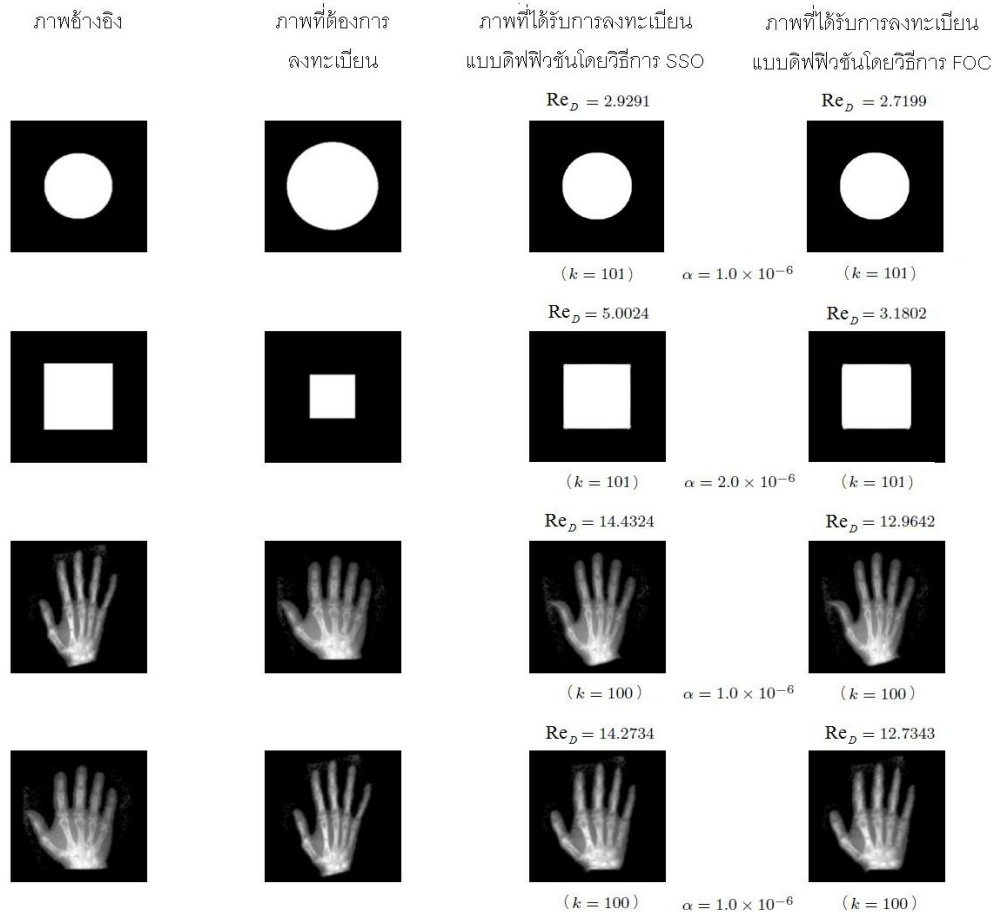 ภาพอ้างอิง
ภาพที่ต้องการ
ลงทะเบียน
ภาพที่ได้รับการลงทะเบียน
แบบดิฟฟิวชันโดยวิธีการ SSO
ภาพที่ได้รับการลงทะเบียน
แบบดิฟฟิวชันโดยวิธีการ FOC
Re_D = 2.9291
Re_D = 2.7199
(k = 101)
α = 1.0 × 10⁻⁶
(k = 101)
Re_D = 5.0024
Re_D = 3.1802
(k = 101)
α = 2.0 × 10⁻⁶
(k = 101)
Re_D = 14.4324
Re_D = 12.9642
(k = 100)
α = 1.0 × 10⁻⁶
(k = 100)
Re_D = 14.2734
Re_D = 12.7343
(k = 100)
α = 1.0 × 10⁻⁶
(k = 100)